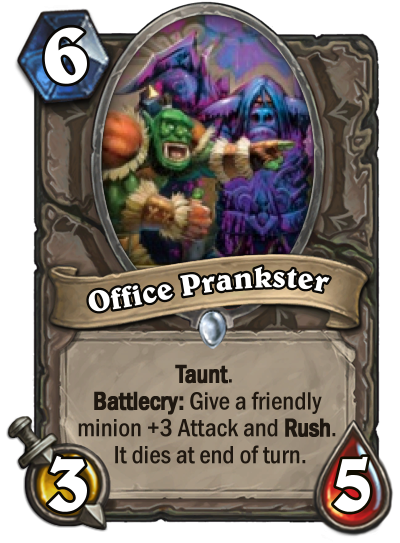 6
Office Prankster
Taunt.
Battlecry: Give a friendly
minion +3 Attack and Rush.
It dies at end of turn.
3
5